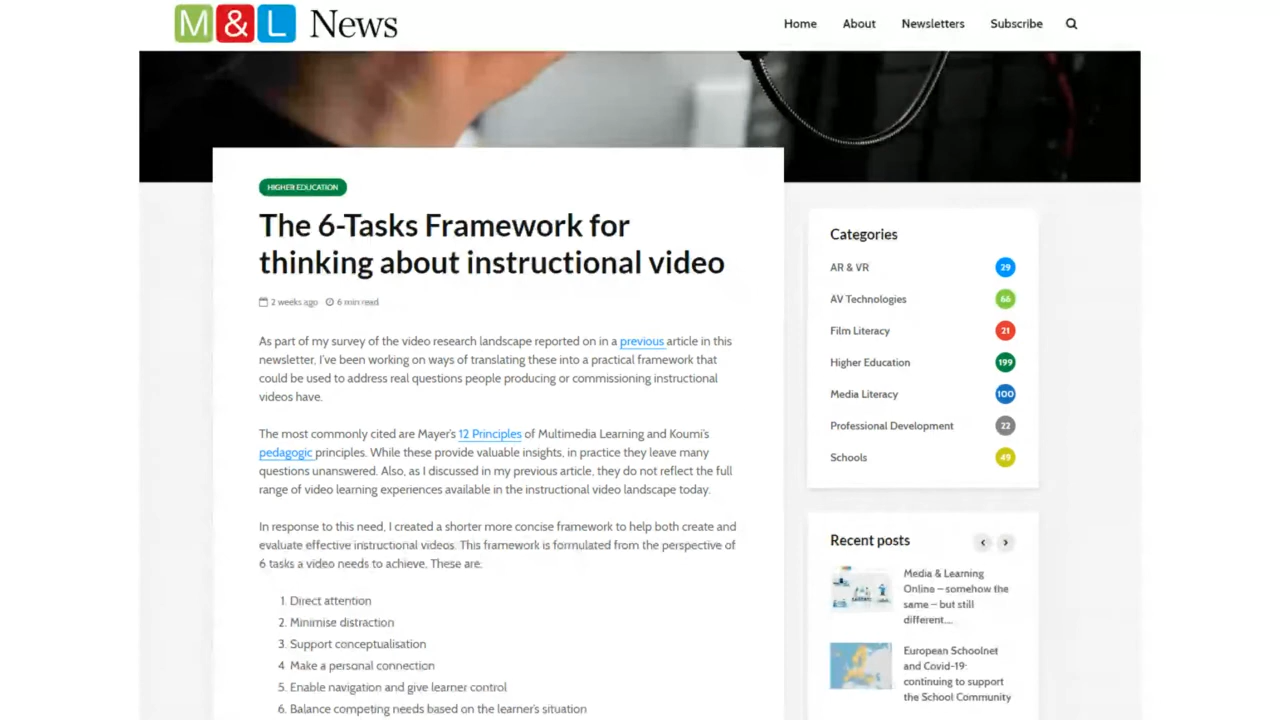 M&L News
Home About Newsletters Subscribe
HIGHER EDUCATION
The 6-Tasks Framework for
thinking about instructional video
2 weeks ago 6 min read
As part of my survey of the video research landscape reported on in a previous article in this
newsletter, I've been working on ways of translating these into a practical framework that
could be used to address real questions people producing or commissioning instructional
videos have.
The most commonly cited are Mayer's 12 Principles of Multimedia Learning and Koumi's
pedagogic principles. While these provide valuable insights, in practice they leave many
questions unanswered. Also, as I discussed in my previous article, they do not reflect the full
range of video learning experiences available in the instructional video landscape today.
In response to this need, I created a shorter more concise framework to help both create and
evaluate effective instructional videos. This framework is formulated from the perspective of
6 tasks a video needs to achieve. These are:
1. Direct attention
2. Minimise distraction
3. Support conceptualisation
4 Make a personal connection
5. Enable navigation and give learner control
6. Balance competing needs based on the learner's situation
Categories
AR & VR 29
AV Technologies 66
Film Literacy 21
Higher Education 199
Media Literacy 100
Professional Development 22
Schools 49
Recent posts
Media & Learning
Online – somehow the
same – but still
different...
European Schoolnet
and Covid-19:
continuing to support
the School Community